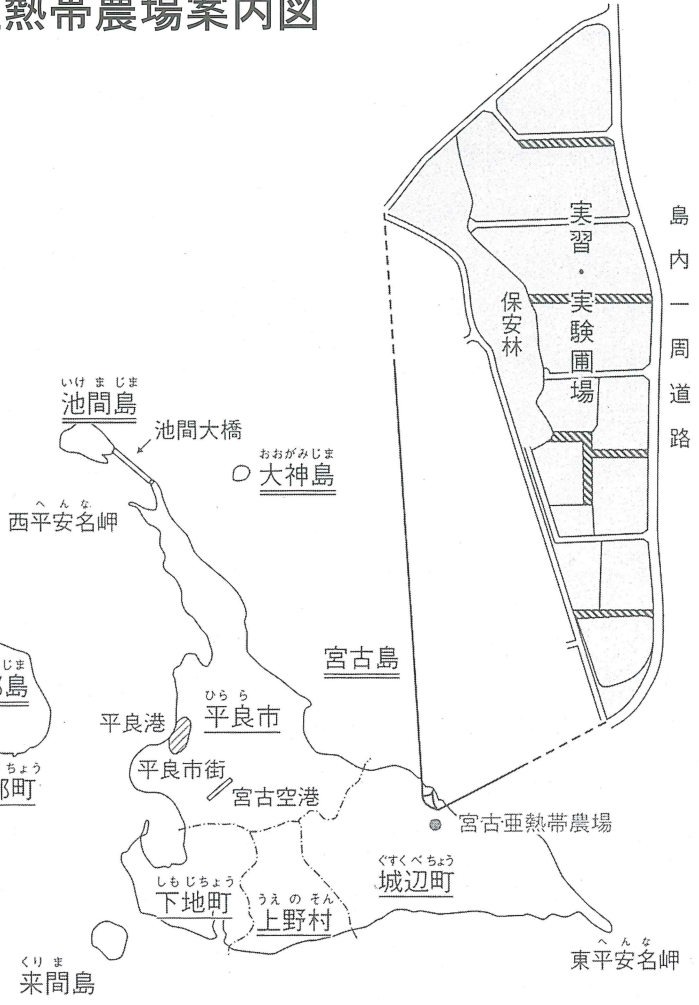 熱帯農場案内図
島内一周道路
実習・実験圃場
保安林
いけまじま
池間島
池間大橋
おおがみじま
大神島
へんな
西平安名岬
宮古島
じま
島
ひらら
平良市
平良港
平良市街
ちょう
町
宮古空港
宮古亜熱帯農場
ぐすくべちょう
城辺町
しもじちょう
下地町
うえのそん
上野村
へんな
東平安名岬
くりま
来間島